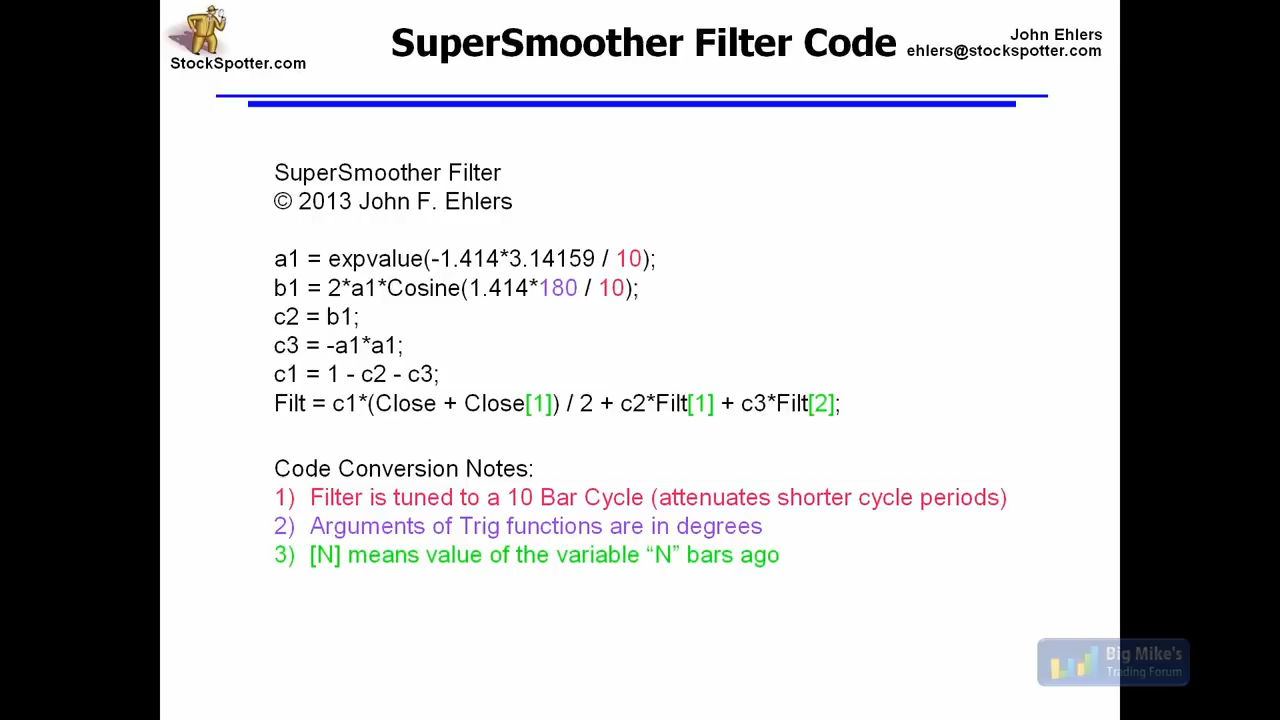 StockSpotter.com
SuperSmoother Filter Code
John Ehlers
ehlers@stockspotter.com
SuperSmoother Filter
© 2013 John F. Ehlers
a1 = expvalue(-1.414*3.14159 / 10);
b1 = 2*a1*Cosine(1.414*180 / 10);
c2 = b1;
c3 = -a1*a1;
c1 = 1 - c2 - c3;
Filt = c1*(Close + Close[1]) / 2 + c2*Filt[1] + c3*Filt[2];
Code Conversion Notes:
1) Filter is tuned to a 10 Bar Cycle (attenuates shorter cycle periods)
2) Arguments of Trig functions are in degrees
3) [N] means value of the variable “N” bars ago
Big Mike's
Trading Forum